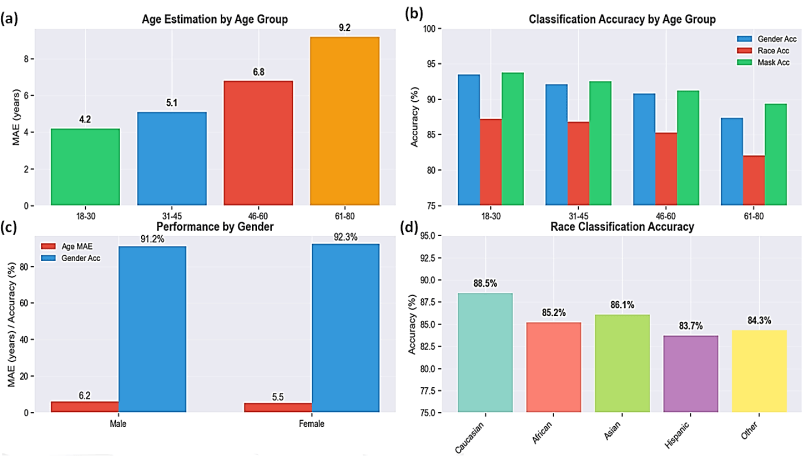 (a)
Age Estimation by Age Group
MAE (years)
8
6
4
2
0
4.2
5.1
6.8
9.2
18-30
31-45
46-60
61-80
(b)
Classification Accuracy by Age Group
Accuracy (%)
100
95
90
85
80
75
Gender Acc
Race Acc
Mask Acc
18-30
31-45
46-60
61-80
(c)
Performance by Gender
MAE (years) / Accuracy (%)
80
60
40
20
0
Age MAE
Gender Acc
6.2
91.2%
5.5
92.3%
Male
Female
(d)
Race Classification Accuracy
Accuracy (%)
95.0
92.5
90.0
87.5
85.0
82.5
80.0
77.5
75.0
88.5%
85.2%
86.1%
83.7%
84.3%
Caucasian
African
Asian
Hispanic
Other